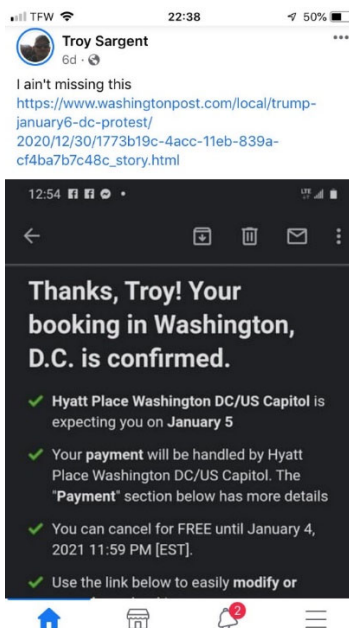 TFW
22:38
50%
Troy Sargent
6d ·
I ain't missing this
https://www.washingtonpost.com/local/trump-
january6-dc-protest/
2020/12/30/1773b19c-4acc-11eb-839a-
cf4ba7b7c48c_story.html
12:54
LTE
Thanks, Troy! Your
booking in Washington,
D.C. is confirmed.
Hyatt Place Washington DC/US Capitol is
expecting you on January 5
Your payment will be handled by Hyatt
Place Washington DC/US Capitol. The
"Payment" section below has more details
You can cancel for FREE until January 4,
2021 11:59 PM [EST].
Use the link below to easily modify or
2